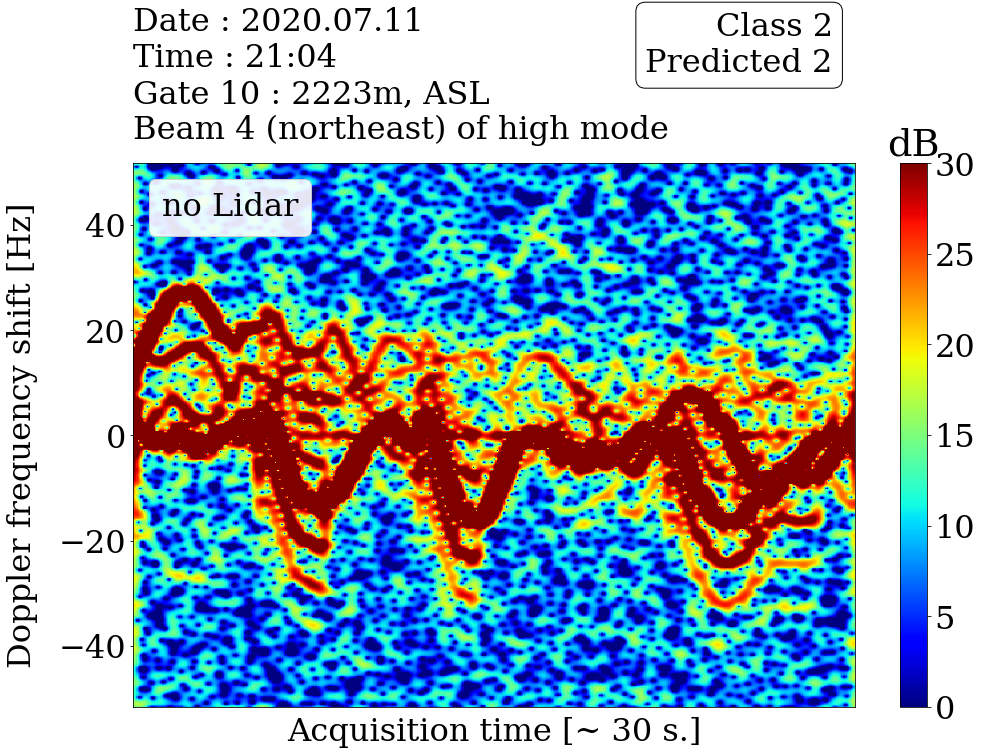 Date : 2020.07.11
Time : 21:04
Gate 10 : 2223m, ASL
Beam 4 (northeast) of high mode
Class 2
Predicted 2
dB
no Lidar
Doppler frequency shift [Hz]
40
20
0
−20
−40
30
25
20
15
10
5
0
Acquisition time [~ 30 s.]